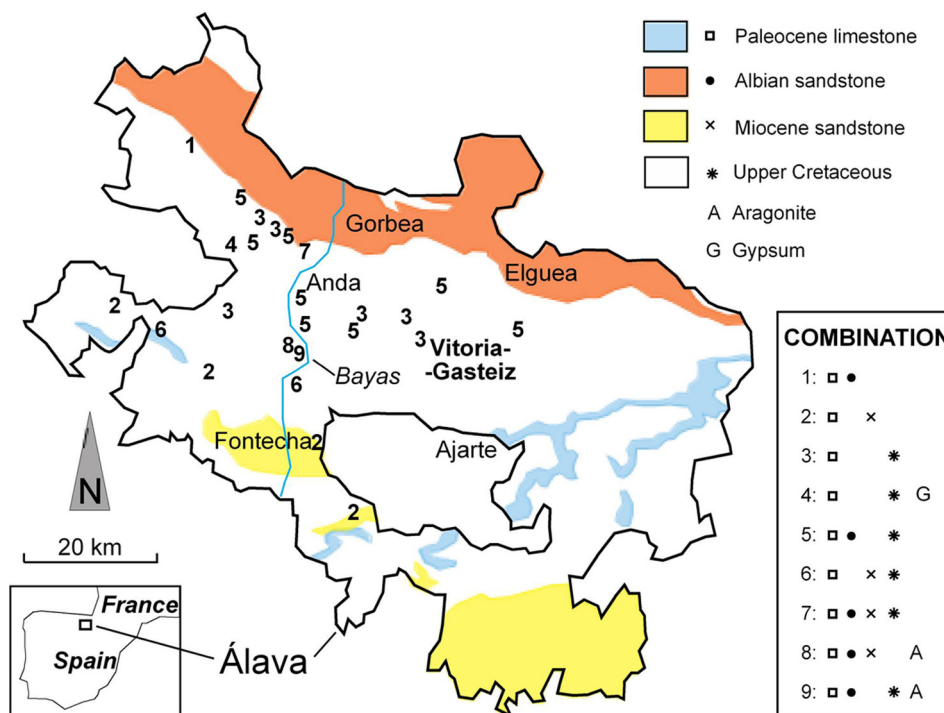 Paleocene limestone
Albian sandstone
Miocene sandstone
Upper Cretaceous
A Aragonite
G Gypsum
1
5
3
3
5
4
5
7
Gorbea
Elguea
Anda
5
5
2
3
3
3
5
6
5
5
3
8
9
Vitoria-
-Gasteiz
2
6
Bayas
Fontecha
2
Ajarte
2
N
20 km
France
Spain
Álava
COMBINATION
1:
2:
3:
4: G
5:
6:
7:
8: A
9: A